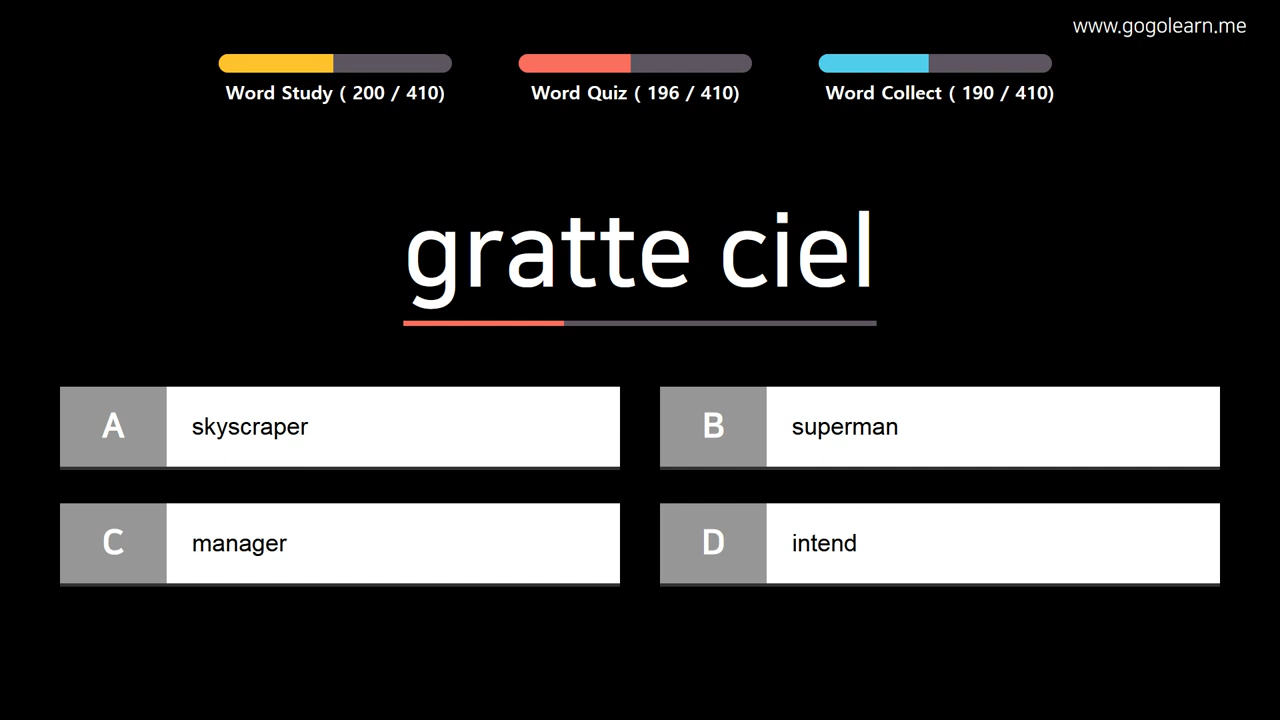 www.gogolearn.me
Word Study ( 200 / 410)
Word Quiz ( 196 / 410)
Word Collect ( 190 / 410)
gratte ciel
A
skyscraper
B
superman
C
manager
D
intend